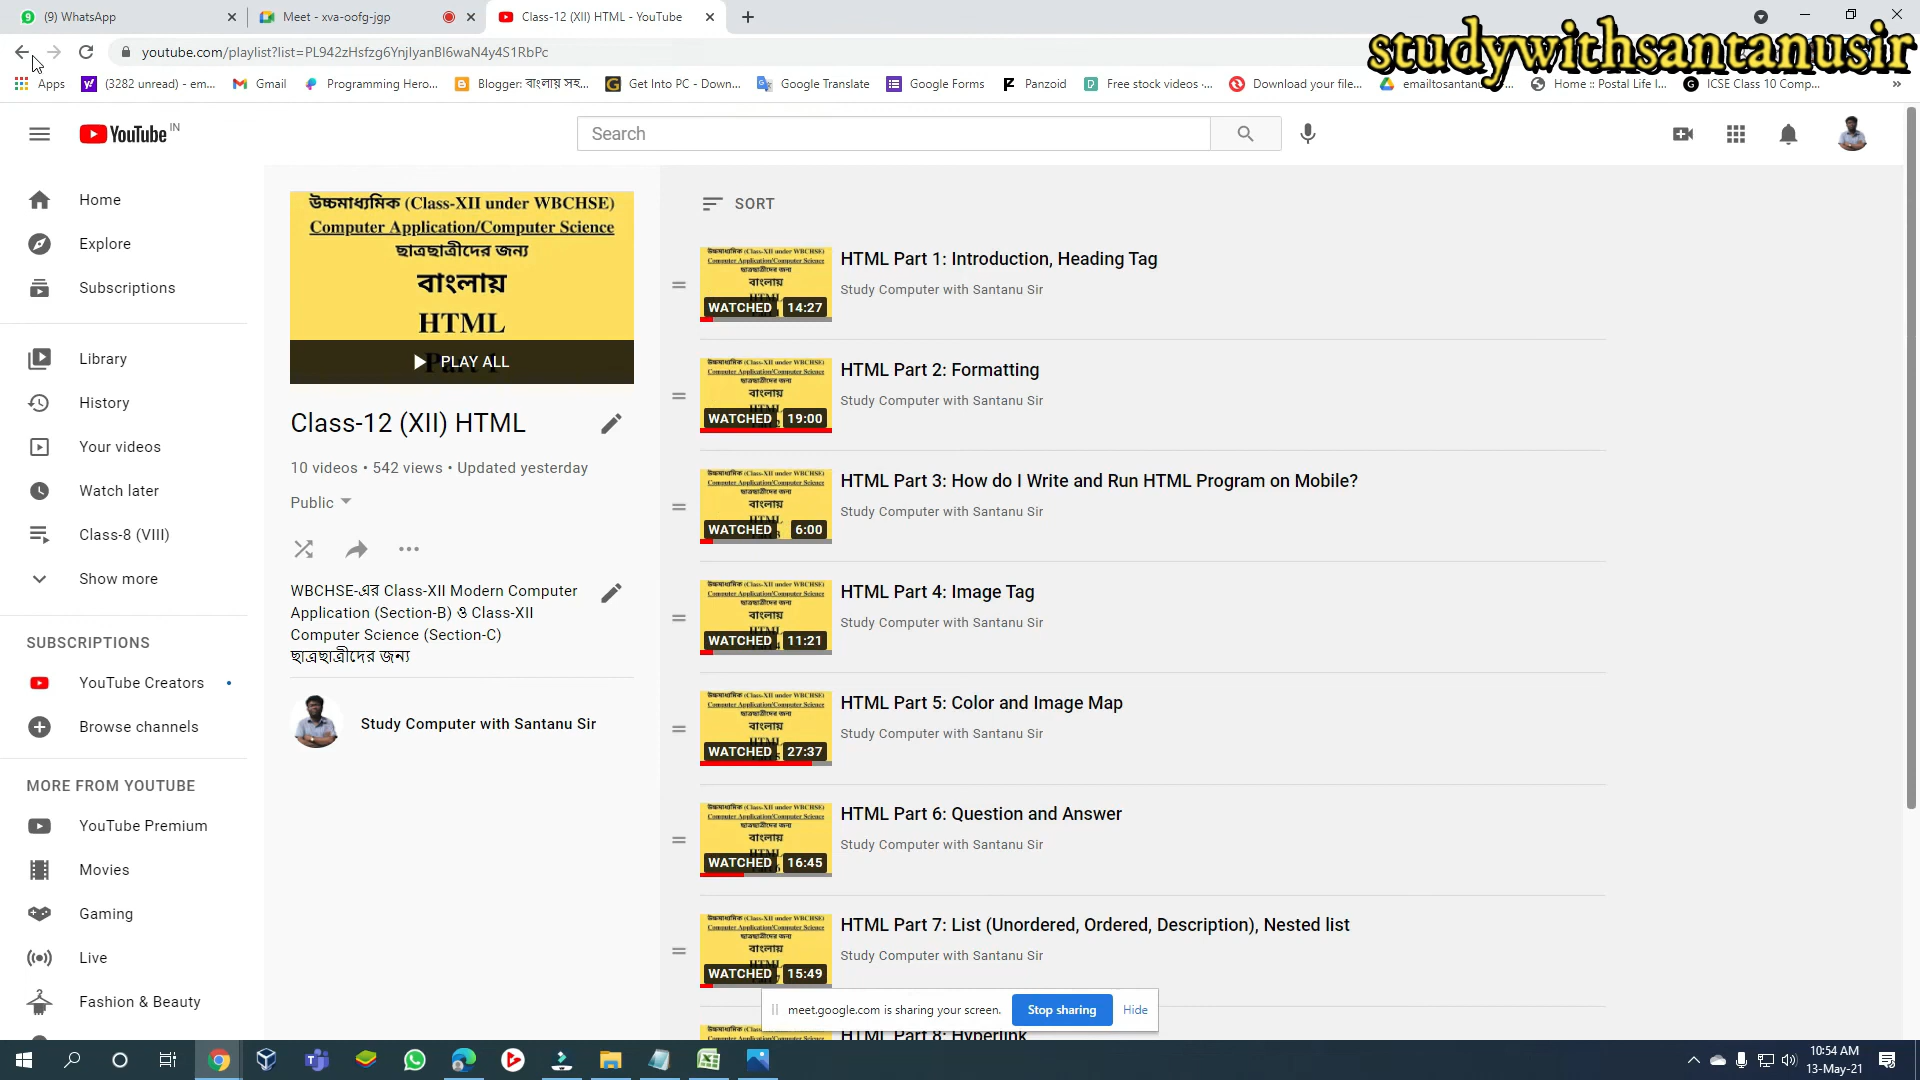 (9) WhatsApp
Meet - xva-oofg-jgp
Class-12 (XII) HTML - YouTube
youtube.com/playlist?list=PL942zHsfzg6YnjIyanBl6waN4y4S1RbPc
studywithsantanusir
Apps
(3282 unread) - em...
Gmail
Programming Hero...
Blogger: বাংলায় সহ...
Get Into PC - Down...
Google Translate
Google Forms
Panzoid
Free stock videos ·...
Download your file...
emailtosantanu...
Home :: Postal Life I...
ICSE Class 10 Comp...
YouTube IN
Search
Home
Explore
Subscriptions
Library
History
Your videos
Watch later
Class-8 (VIII)
Show more
SUBSCRIPTIONS
YouTube Creators
Browse channels
MORE FROM YOUTUBE
YouTube Premium
Movies
Gaming
Live
Fashion & Beauty
উচ্চমাধ্যমিক (Class-XII under WBCHSE)
Computer Application/Computer Science
ছাত্রছাত্রীদের জন্য
বাংলায়
HTML
PLAY ALL
Class-12 (XII) HTML
10 videos • 542 views • Updated yesterday
Public
WBCHSE-এর Class-XII Modern Computer
Application (Section-B) ও Class-XII
Computer Science (Section-C)
ছাত্রছাত্রীদের জন্য
Study Computer with Santanu Sir
SORT
WATCHED 14:27
HTML Part 1: Introduction, Heading Tag
Study Computer with Santanu Sir
WATCHED 19:00
HTML Part 2: Formatting
Study Computer with Santanu Sir
WATCHED 6:00
HTML Part 3: How do I Write and Run HTML Program on Mobile?
Study Computer with Santanu Sir
WATCHED 11:21
HTML Part 4: Image Tag
Study Computer with Santanu Sir
WATCHED 27:37
HTML Part 5: Color and Image Map
Study Computer with Santanu Sir
WATCHED 16:45
HTML Part 6: Question and Answer
Study Computer with Santanu Sir
WATCHED 15:49
HTML Part 7: List (Unordered, Ordered, Description), Nested list
Study Computer with Santanu Sir
HTML Part 8: Hyperlink
meet.google.com is sharing your screen.
Stop sharing
Hide
10:54 AM
13-May-21